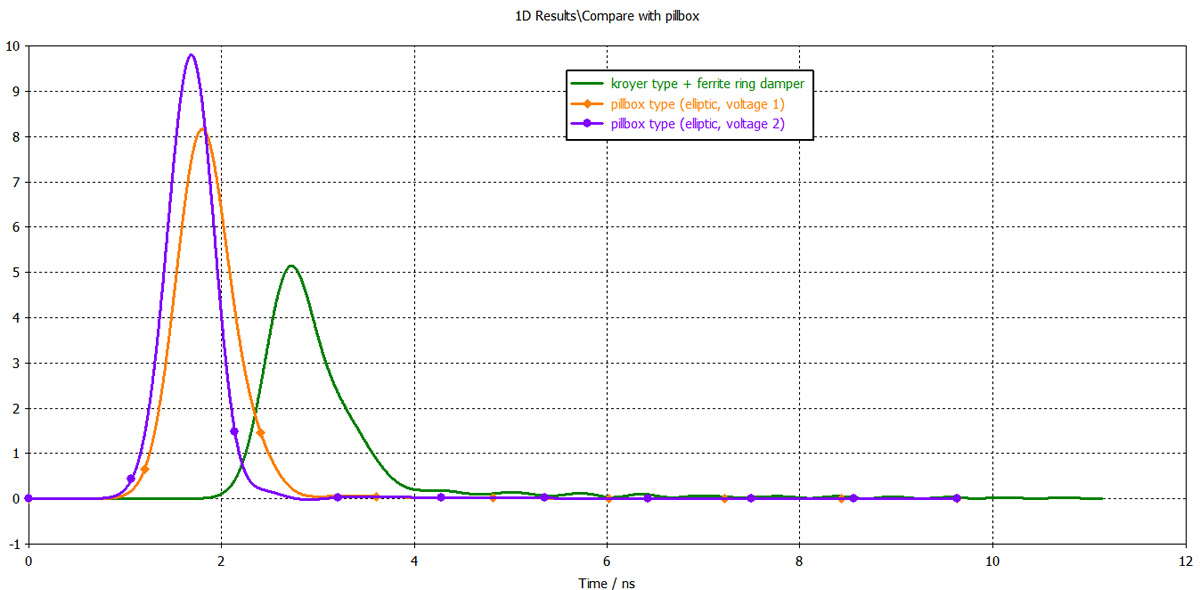 1D Results\Compare with pillbox
10
9
8
7
6
5
4
3
2
1
0
-1
kroyer type + ferrite ring damper
pillbox type (eliptic, voltage 1)
pillbox type (eliptic, voltage 2)
0 2 4 6 8 10 12
Time / ns